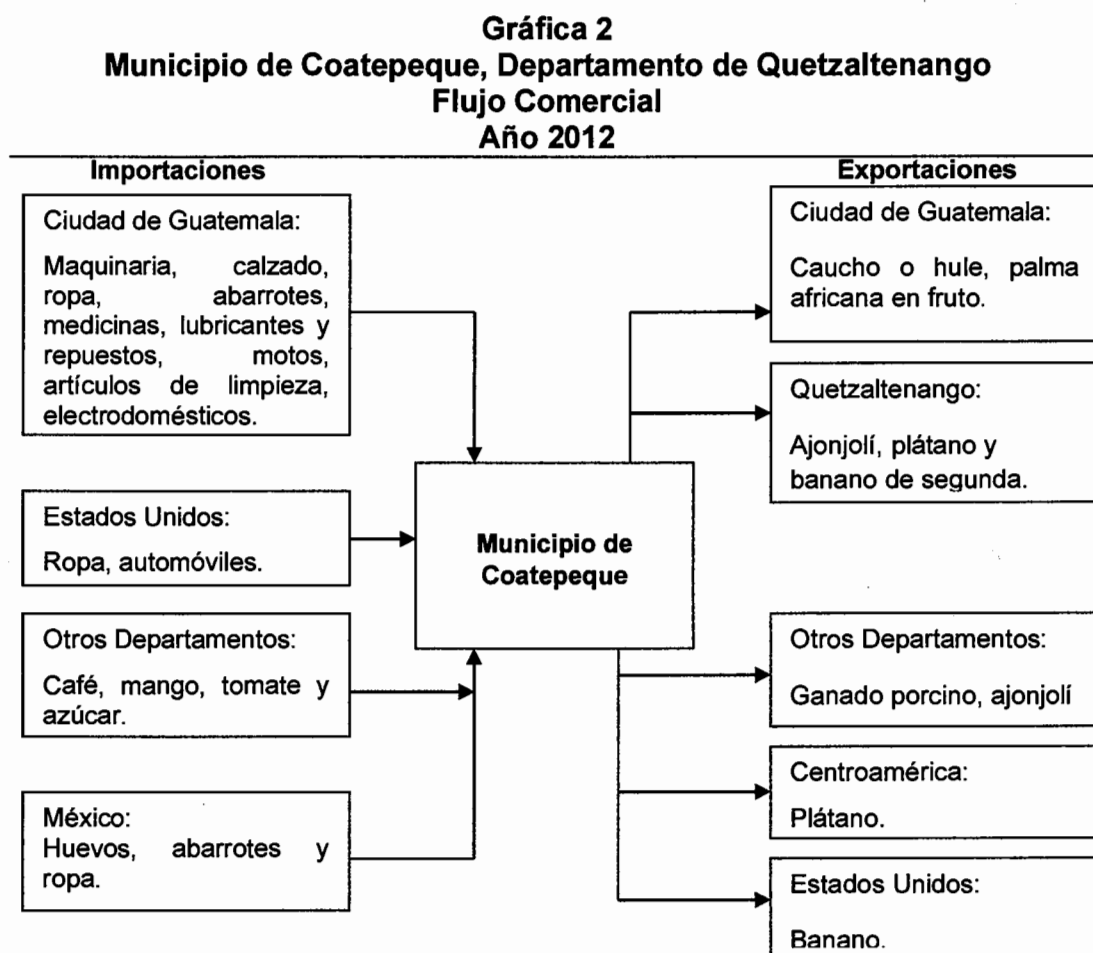 Gráfica 2
Municipio de Coatepeque, Departamento de Quetzaltenango
Flujo Comercial
Año 2012
Importaciones
Ciudad de Guatemala:
Maquinaria, calzado,
ropa, abarrotes,
medicinas, lubricantes y
repuestos, motos,
artículos de limpieza,
electrodomésticos.
Estados Unidos:
Ropa, automóviles.
Otros Departamentos:
Café, mango, tomate y
azúcar.
México:
Huevos, abarrotes y
ropa.
Municipio de
Coatepeque
Exportaciones
Ciudad de Guatemala:
Caucho o hule, palma
africana en fruto.
Quetzaltenango:
Ajonjolí, plátano y
banano de segunda.
Otros Departamentos:
Ganado porcino, ajonjolí
Centroamérica:
Plátano.
Estados Unidos:
Banano.